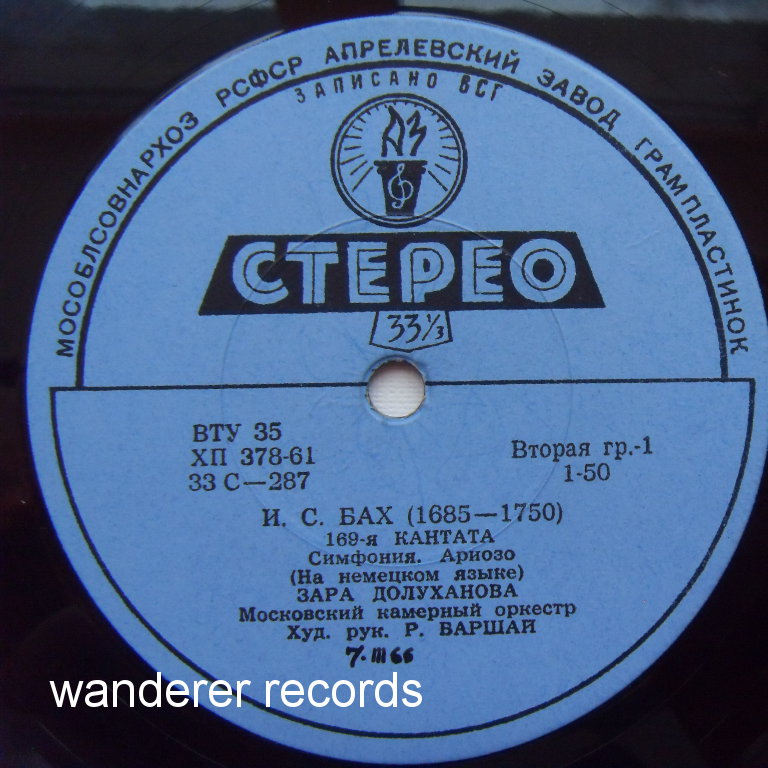 МОСОБЛСОВНАРХОЗ РСФСР АПРЕЛЕВСКИЙ ЗАВОД ГРАМПЛАСТИНОК
ЗАПИСАНО ВСГ
АЗ
СТЕРЕО
33⅓
ВТУ 35
ХП 378-61
33 С—287
Вторая гр.-1
1-50
И. С. БАХ (1685—1750)
169-я КАНТАТА
Симфония. Ариозо
(На немецком языке)
ЗАРА ДОЛУХАНОВА
Московский камерный оркестр
Худ. рук. Р. БАРШАЙ
7. III 66
wanderer records